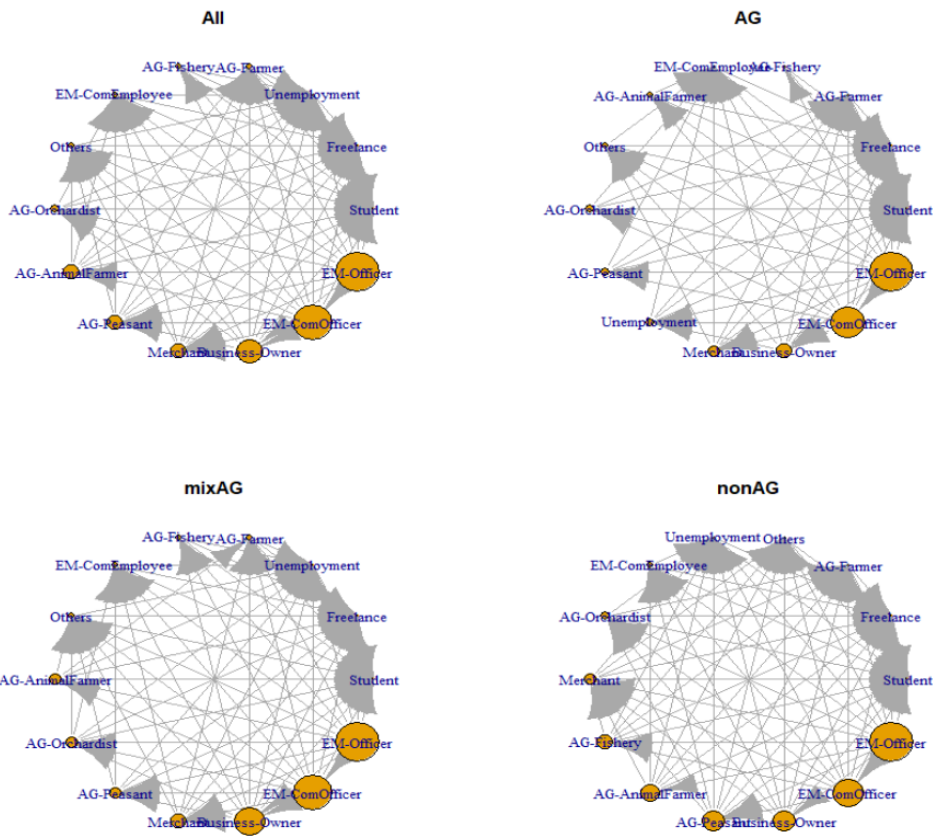 All
AG
AG-Fishery
AG-Farmer
EM-ComEmployee
Unemployment
Others
Freelance
AG-Orchardist
Student
AG-AnimalFarmer
EM-Officer
AG-Peasant
EM-ComOfficer
Merchant
Business-Owner
EM-ComEmployee
AG-Fishery
AG-AnimalFarmer
AG-Farmer
Others
Freelance
AG-Orchardist
Student
AG-Peasant
EM-Officer
Unemployment
EM-ComOfficer
Merchant
Business-Owner
mixAG
nonAG
AG-Fishery
AG-Farmer
EM-ComEmployee
Unemployment
Others
Freelance
AG-AnimalFarmer
Student
AG-Orchardist
EM-Officer
AG-Peasant
EM-ComOfficer
Merchant
Business-Owner
Unemployment
Others
EM-ComEmployee
AG-Farmer
AG-Orchardist
Freelance
Merchant
Student
AG-Fishery
EM-Officer
AG-AnimalFarmer
EM-ComOfficer
AG-Peasant
Business-Owner